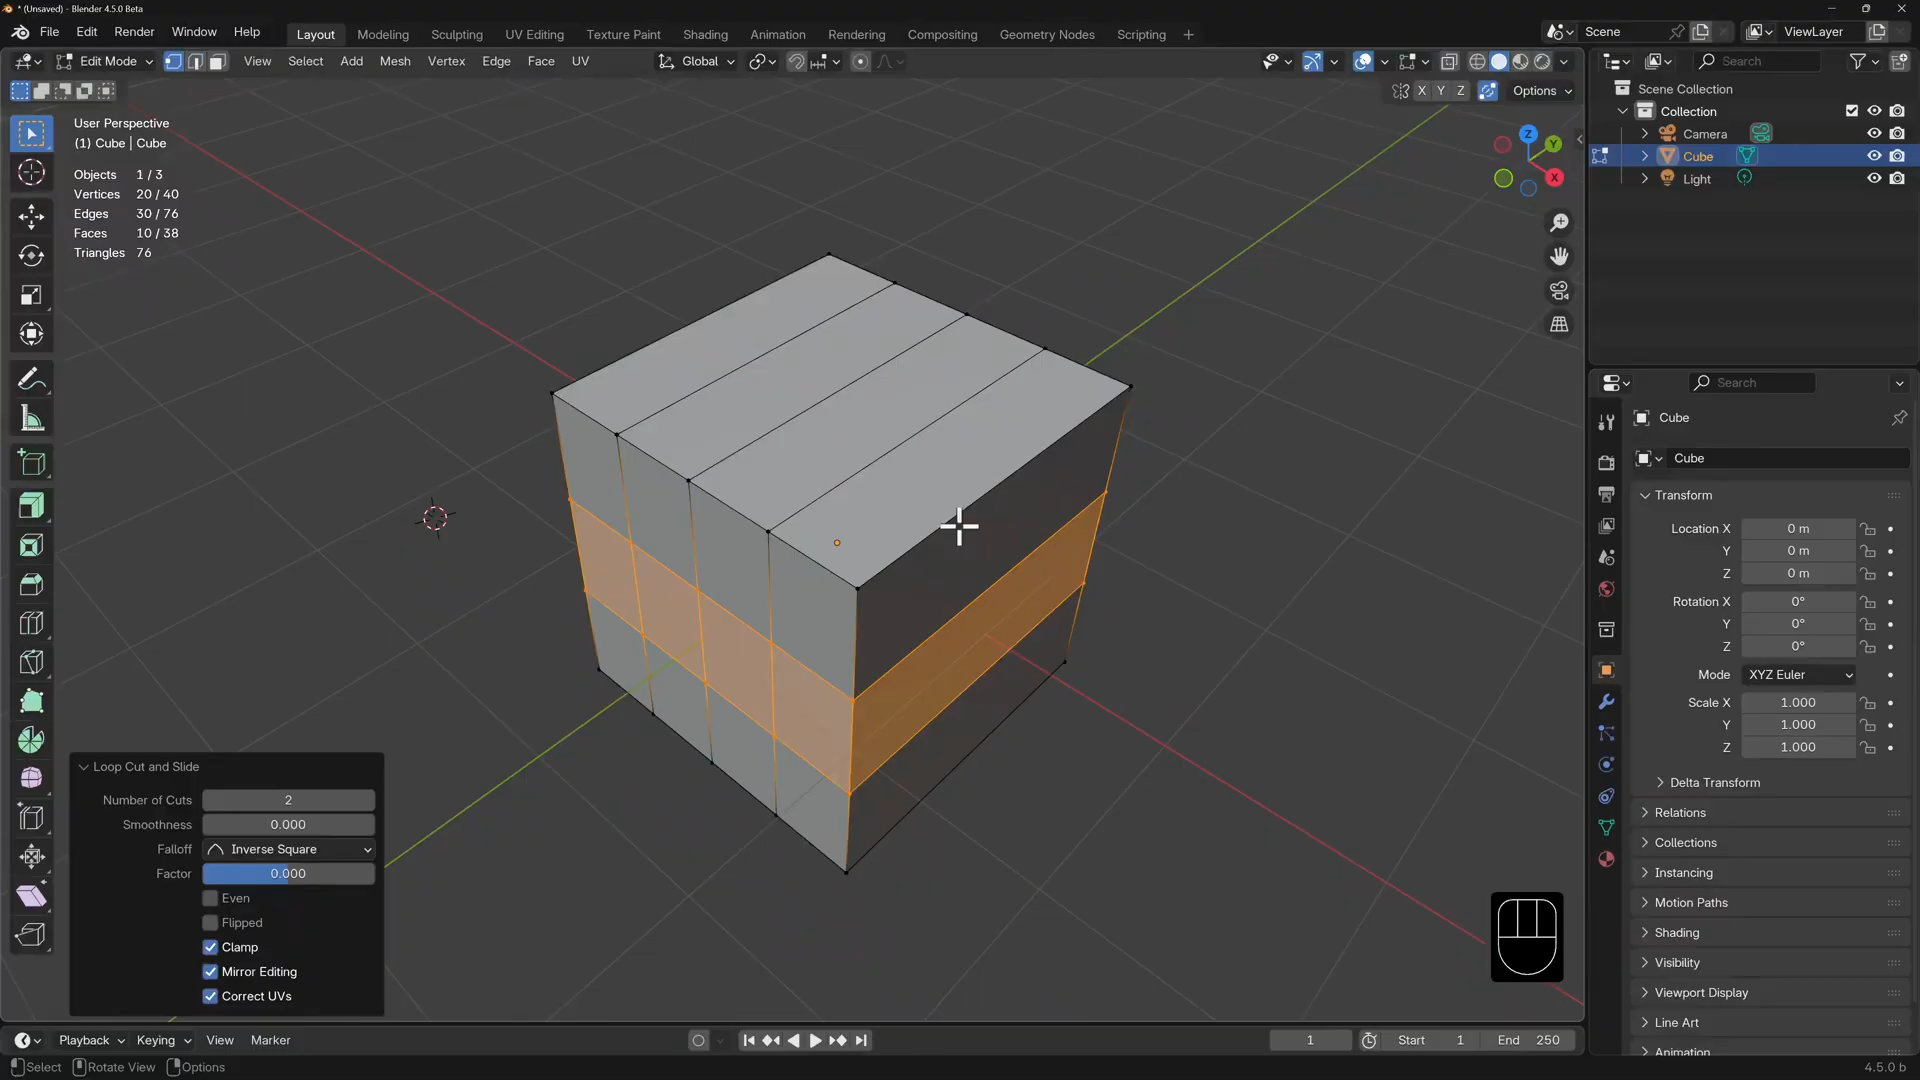 * (Unsaved) - Blender 4.5.0 Beta
File Edit Render Window Help
Layout Modeling Sculpting UV Editing Texture Paint Shading Animation Rendering Compositing Geometry Nodes Scripting +
Scene ViewLayer
Edit Mode View Select Add Mesh Vertex Edge Face UV Global
Search
X Y Z Options
Scene Collection
Collection
Camera
Cube
Light
User Perspective
(1) Cube | Cube
Objects 1 / 3
Vertices 20 / 40
Edges 30 / 76
Faces 10 / 38
Triangles 76
Z
Y
X
Search
Cube
Cube
Transform
Location X 0 m
Y 0 m
Z 0 m
Rotation X 0°
Y 0°
Z 0°
Mode XYZ Euler
Scale X 1.000
Y 1.000
Z 1.000
Delta Transform
Relations
Collections
Instancing
Motion Paths
Shading
Visibility
Viewport Display
Line Art
Animation
Loop Cut and Slide
Number of Cuts 2
Smoothness 0.000
Falloff Inverse Square
Factor 0.000
Even
Flipped
Clamp
Mirror Editing
Correct UVs
Playback Keying View Marker
1 Start 1 End 250
Select Rotate View Options
4.5.0 b